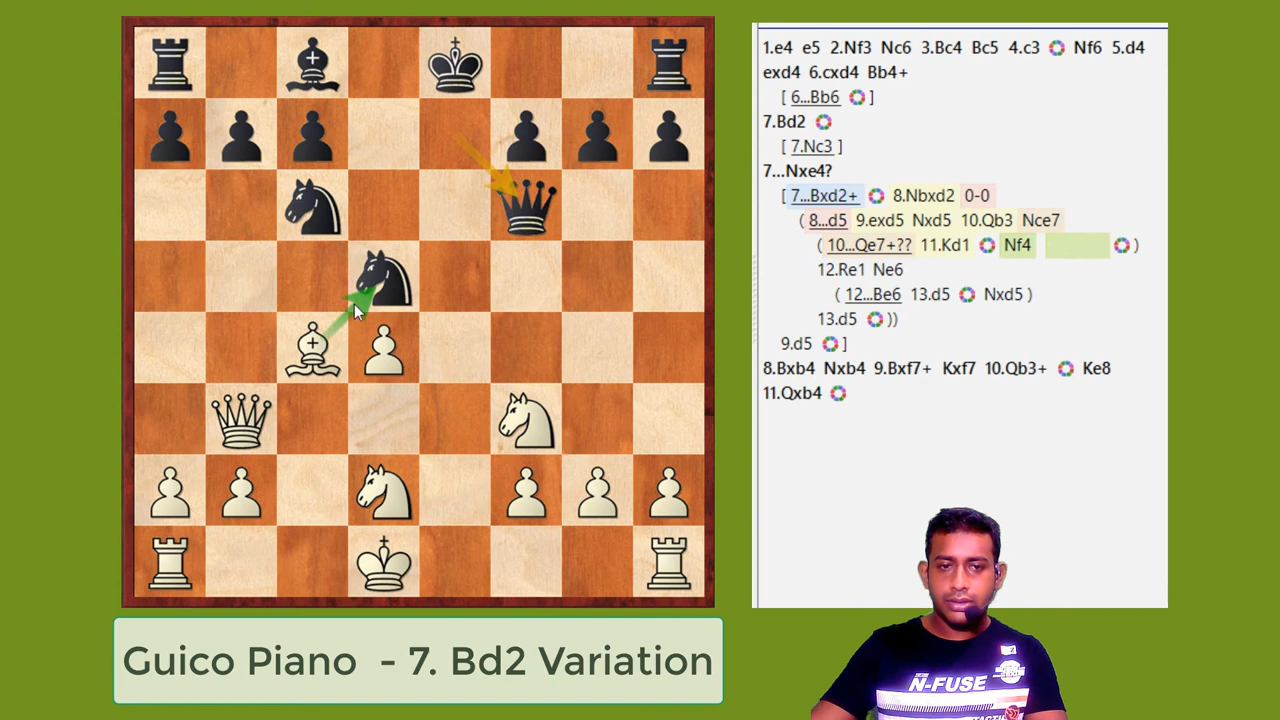 1.e4 e5 2.Nf3 Nc6 3.Bc4 Bc5 4.c3 Nf6 5.d4
exd4 6.cxd4 Bb4+
[ 6...Bb6 ]
7.Bd2
[ 7.Nc3 ]
7...Nxe4?
[ 7...Bxd2+ 8.Nbxd2 0-0
( 8...d5 9.exd5 Nxd5 10.Qb3 Nce7
( 10...Qe7+?? 11.Kd1 Nf4 )
12.Re1 Ne6
( 12...Be6 13.d5 Nxd5 )
13.d5 ))
9.d5 ]
8.Bxb4 Nxb4 9.Bxf7+ Kxf7 10.Qb3+ Ke8
11.Qxb4
Guico Piano - 7. Bd2 Variation
N-FUSE